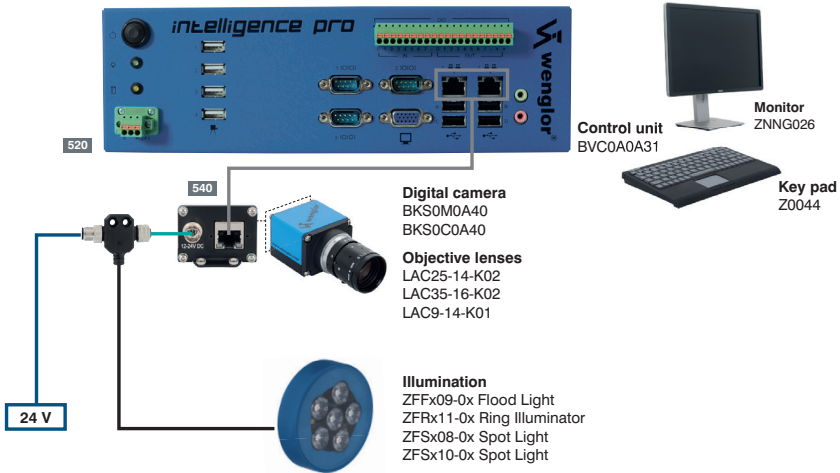 intelligence pro
wenglor
520
Control unit
BVC0A0A31
Monitor
ZNNG026
Key pad
Z0044
540
12-24V DC
Digital camera
BKS0M0A40
BKS0C0A40
Objective lenses
LAC25-14-K02
LAC35-16-K02
LAC9-14-K01
24 V
Illumination
ZFFx09-0x Flood Light
ZFRx11-0x Ring Illuminator
ZFSx08-0x Spot Light
ZFSx10-0x Spot Light